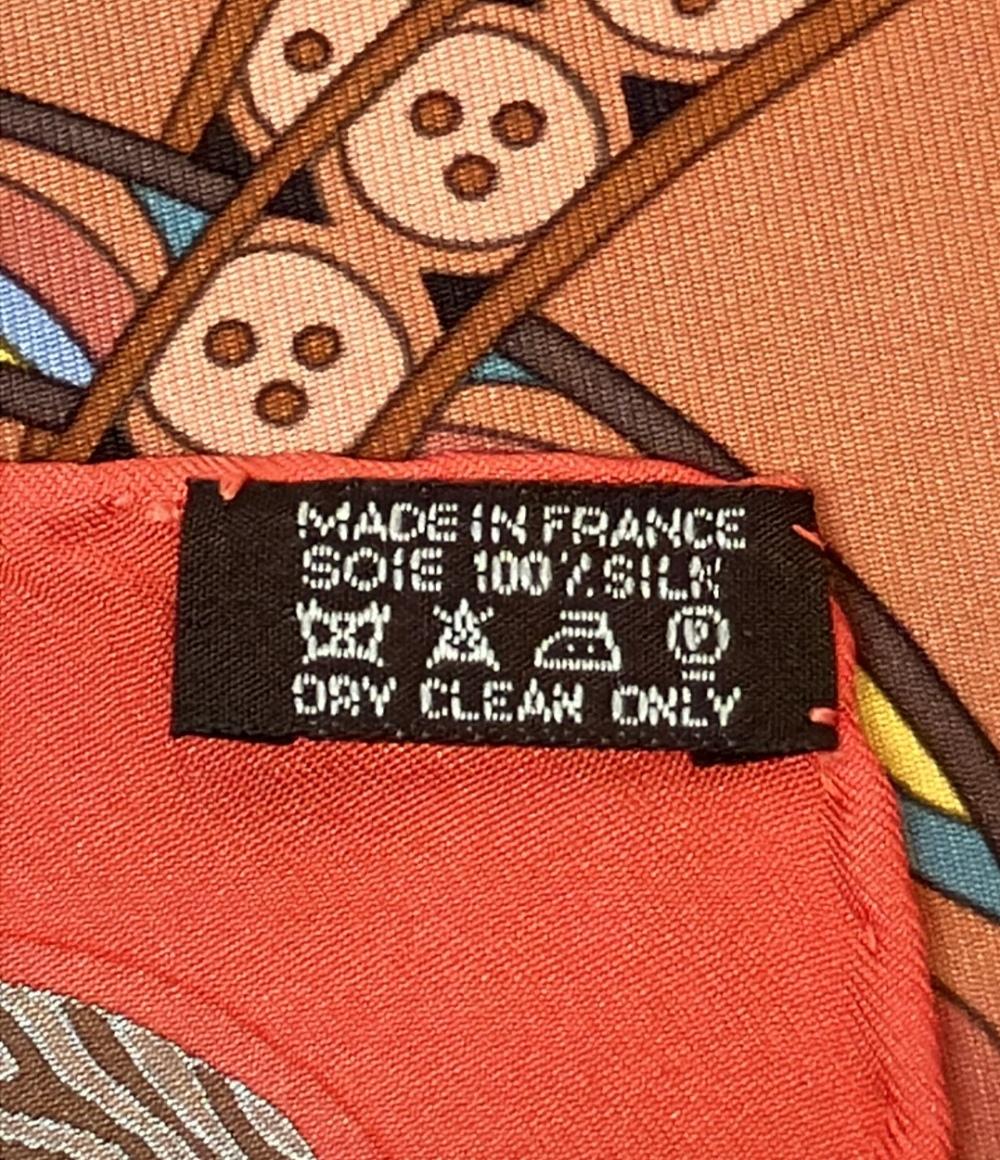 MADE IN FRANCE
SOIE 100% SILK
P
DRY CLEAN ONLY